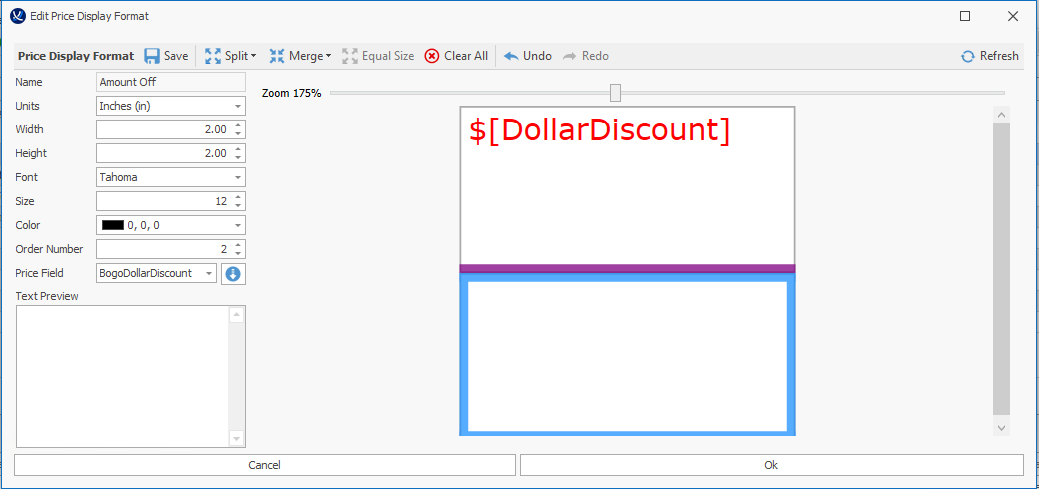 Edit Price Display Format
Price Display Format Save Split Merge Equal Size Clear All Undo Redo Refresh
Name Amount Off
Zoom 175%
Units Inches (in)
Width 2.00
Height 2.00
Font Tahoma
Size 12
Color 0, 0, 0
Order Number 2
Price Field BogoDollarDiscount
Text Preview
$[DollarDiscount]
Cancel Ok